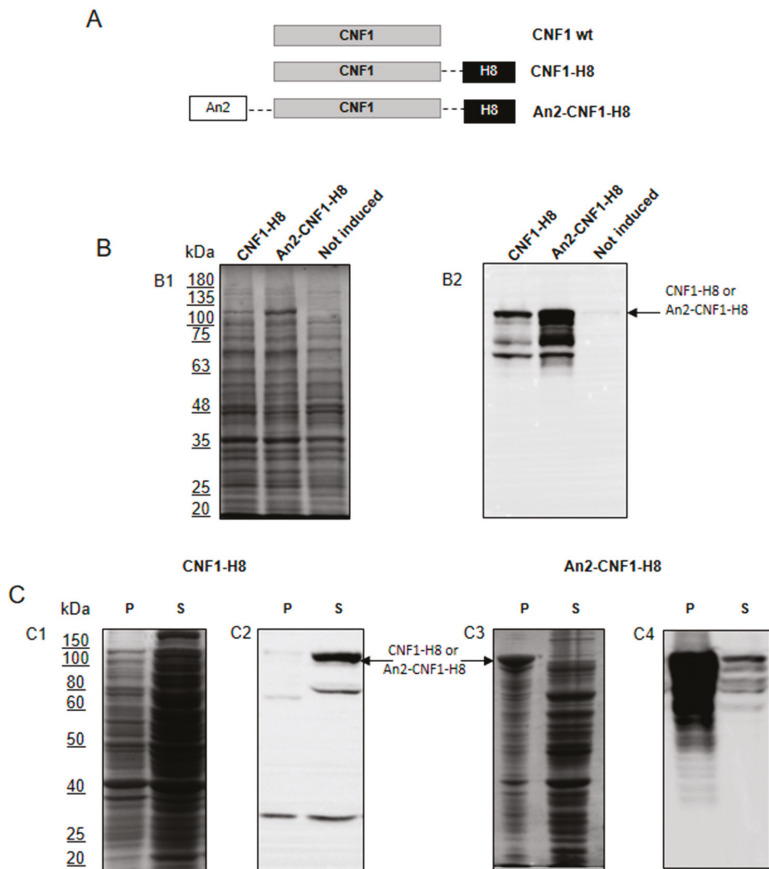 A
CNF1 CNF1 wt
CNF1 H8 CNF1-H8
An2 CNF1 H8 An2-CNF1-H8
B
kDa CNF1-H8 An2-CNF1-H8 Not induced
CNF1-H8 An2-CNF1-H8 Not induced
B1
180
135
100
75
63
48
35
25
20
B2
CNF1-H8 or
An2-CNF1-H8
CNF1-H8 An2-CNF1-H8
C
kDa P S P S P S P S
C1
150
100
80
60
50
40
25
20
C2
CNF1-H8 or
An2-CNF1-H8
C3
C4